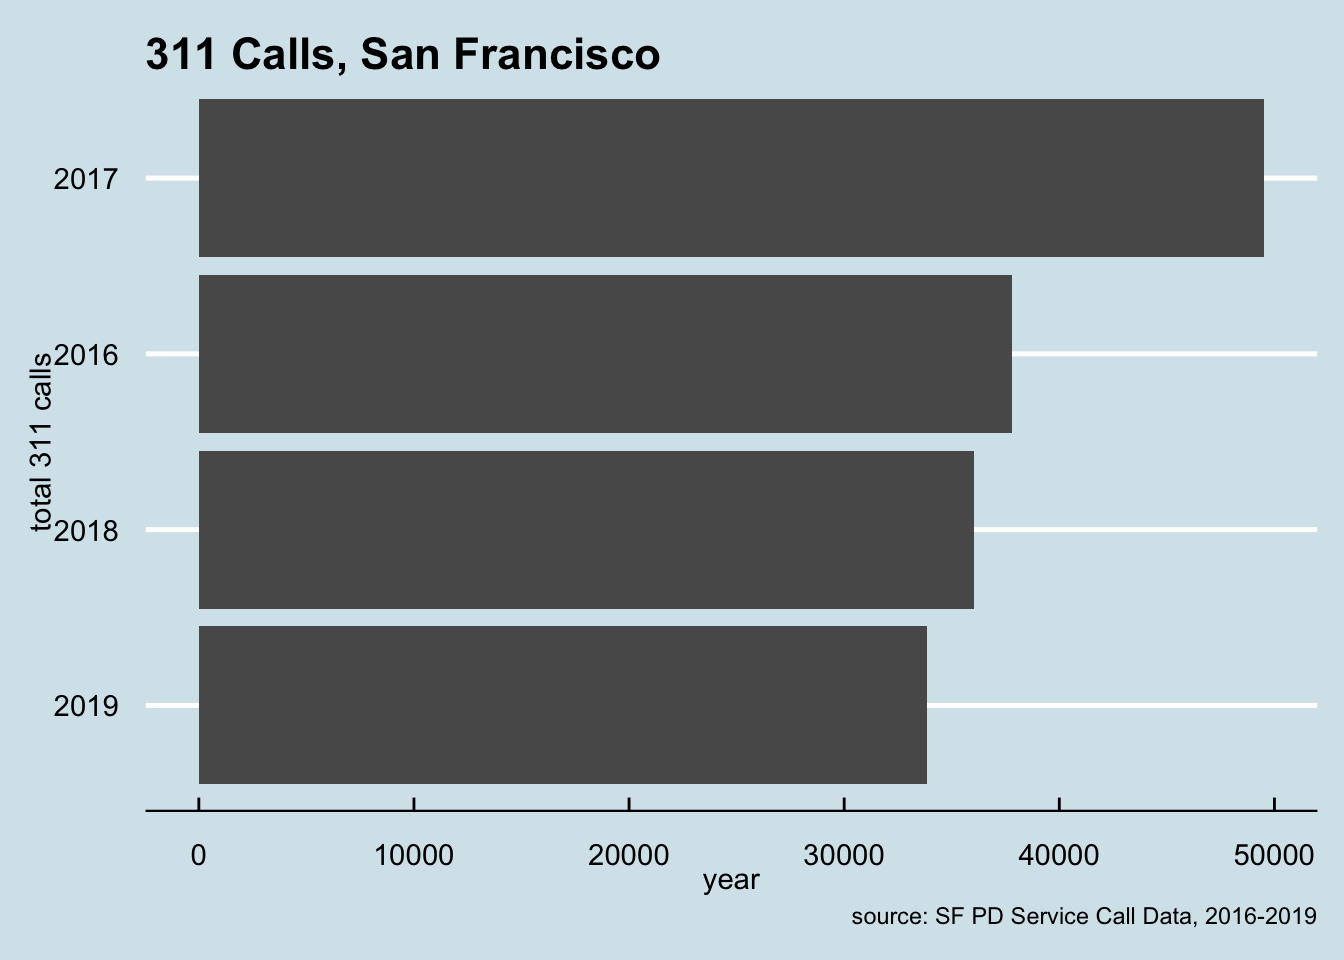 311 Calls, San Francisco
2017
2016
2018
2019
total 311 calls
0 10000 20000 30000 40000 50000
year
source: SF PD Service Call Data, 2016-2019